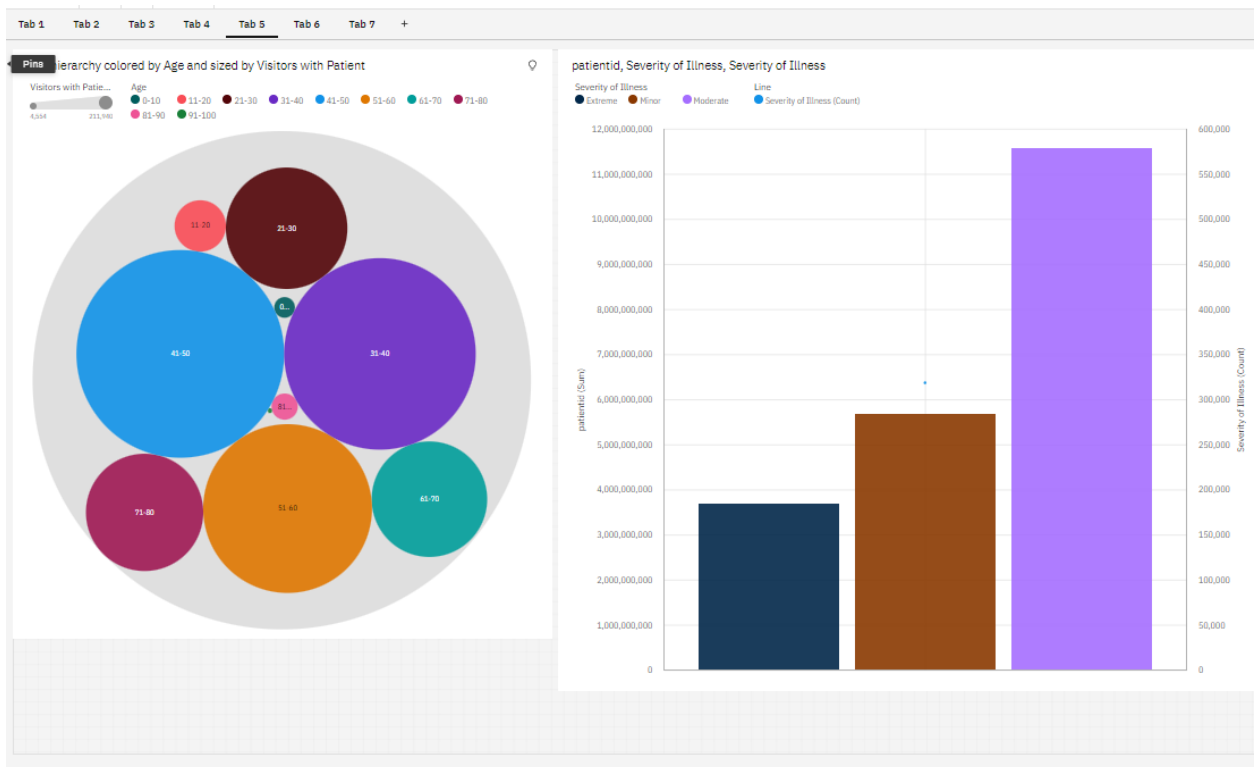 Tab 1 Tab 2 Tab 3 Tab 4 Tab 5 Tab 6 Tab 7 +
Pins
ierarchy colored by Age and sized by Visitors with Patient
Visitors with Patie... Age
0-10 11-20 21-30 31-40 41-50 51-60 61-70 71-80
81-90 91-100
211,940
11-20
21-30
0...
41-50
31-40
81...
51-60
61-70
71-80
patientid, Severity of Illness, Severity of Illness
Severity of Illness Line
Extreme Minor Moderate Severity of Illness (Count)
12,000,000,000 600,000
11,000,000,000 550,000
10,000,000,000 500,000
9,000,000,000 450,000
8,000,000,000 400,000
7,000,000,000 350,000
6,000,000,000 300,000
5,000,000,000 250,000
4,000,000,000 200,000
3,000,000,000 150,000
2,000,000,000 100,000
1,000,000,000 50,000
0 0
patientid (Sum)
Severity of Illness (Count)